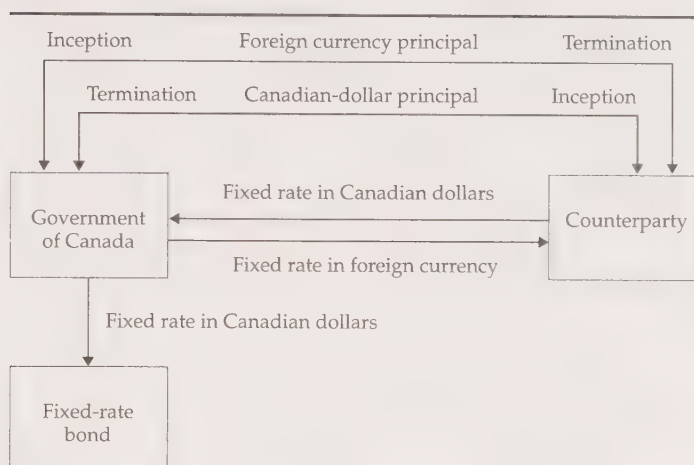 Inception Foreign currency principal Termination
Termination Canadian-dollar principal Inception
Fixed rate in Canadian dollars
Government
of Canada
Counterparty
Fixed rate in foreign currency
Fixed rate in Canadian dollars
Fixed-rate
bond